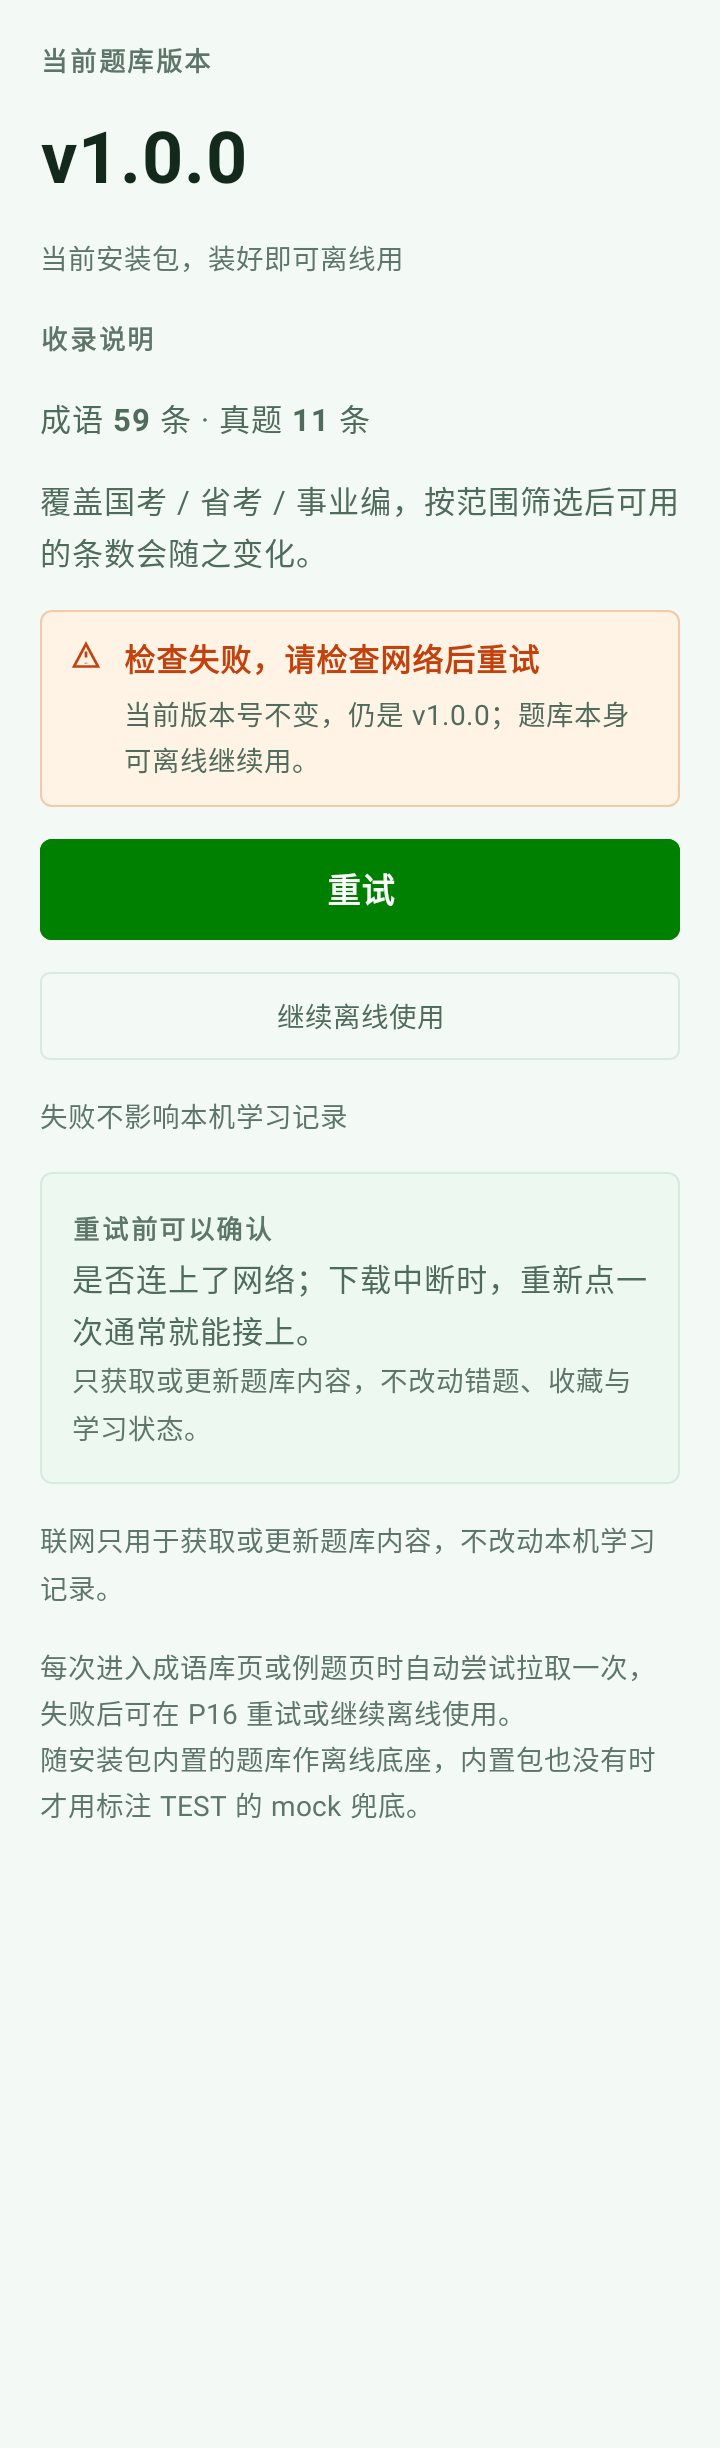 当前题库版本
v1.0.0
当前安装包，装好即可离线用
收录说明
成语 59 条 · 真题 11 条
覆盖国考 / 省考 / 事业编，按范围筛选后可用
的条数会随之变化。
检查失败，请检查网络后重试
当前版本号不变，仍是 v1.0.0；题库本身
可离线继续用。
重试
继续离线使用
失败不影响本机学习记录
重试前可以确认
是否连上了网络；下载中断时，重新点一
次通常就能接上。
只获取或更新题库内容，不改动错题、收藏与
学习状态。
联网只用于获取或更新题库内容，不改动本机学习
记录。
每次进入成语库页或例题页时自动尝试拉取一次，
失败后可在 P16 重试或继续离线使用。
随安装包内置的题库作离线底座，内置包也没有时
才用标注 TEST 的 mock 兜底。